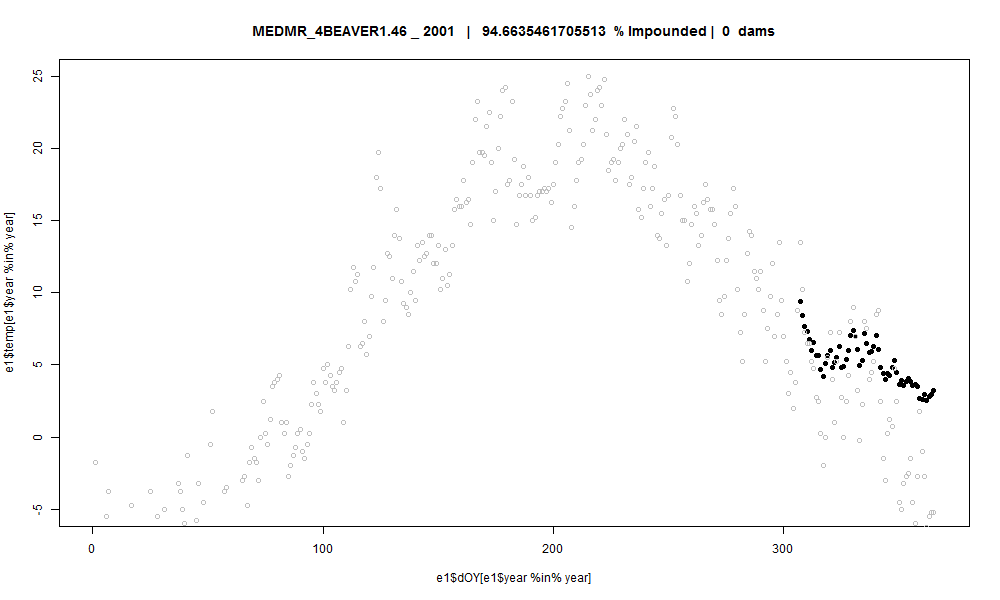 MEDMR_4BEAVER1.46 _ 2001 | 94.6635461705513 % Impounded | 0 dams
e1$temp[e1$year %in% year]
25
20
15
10
5
0
-5
0 100 200 300
e1$dOY[e1$year %in% year]